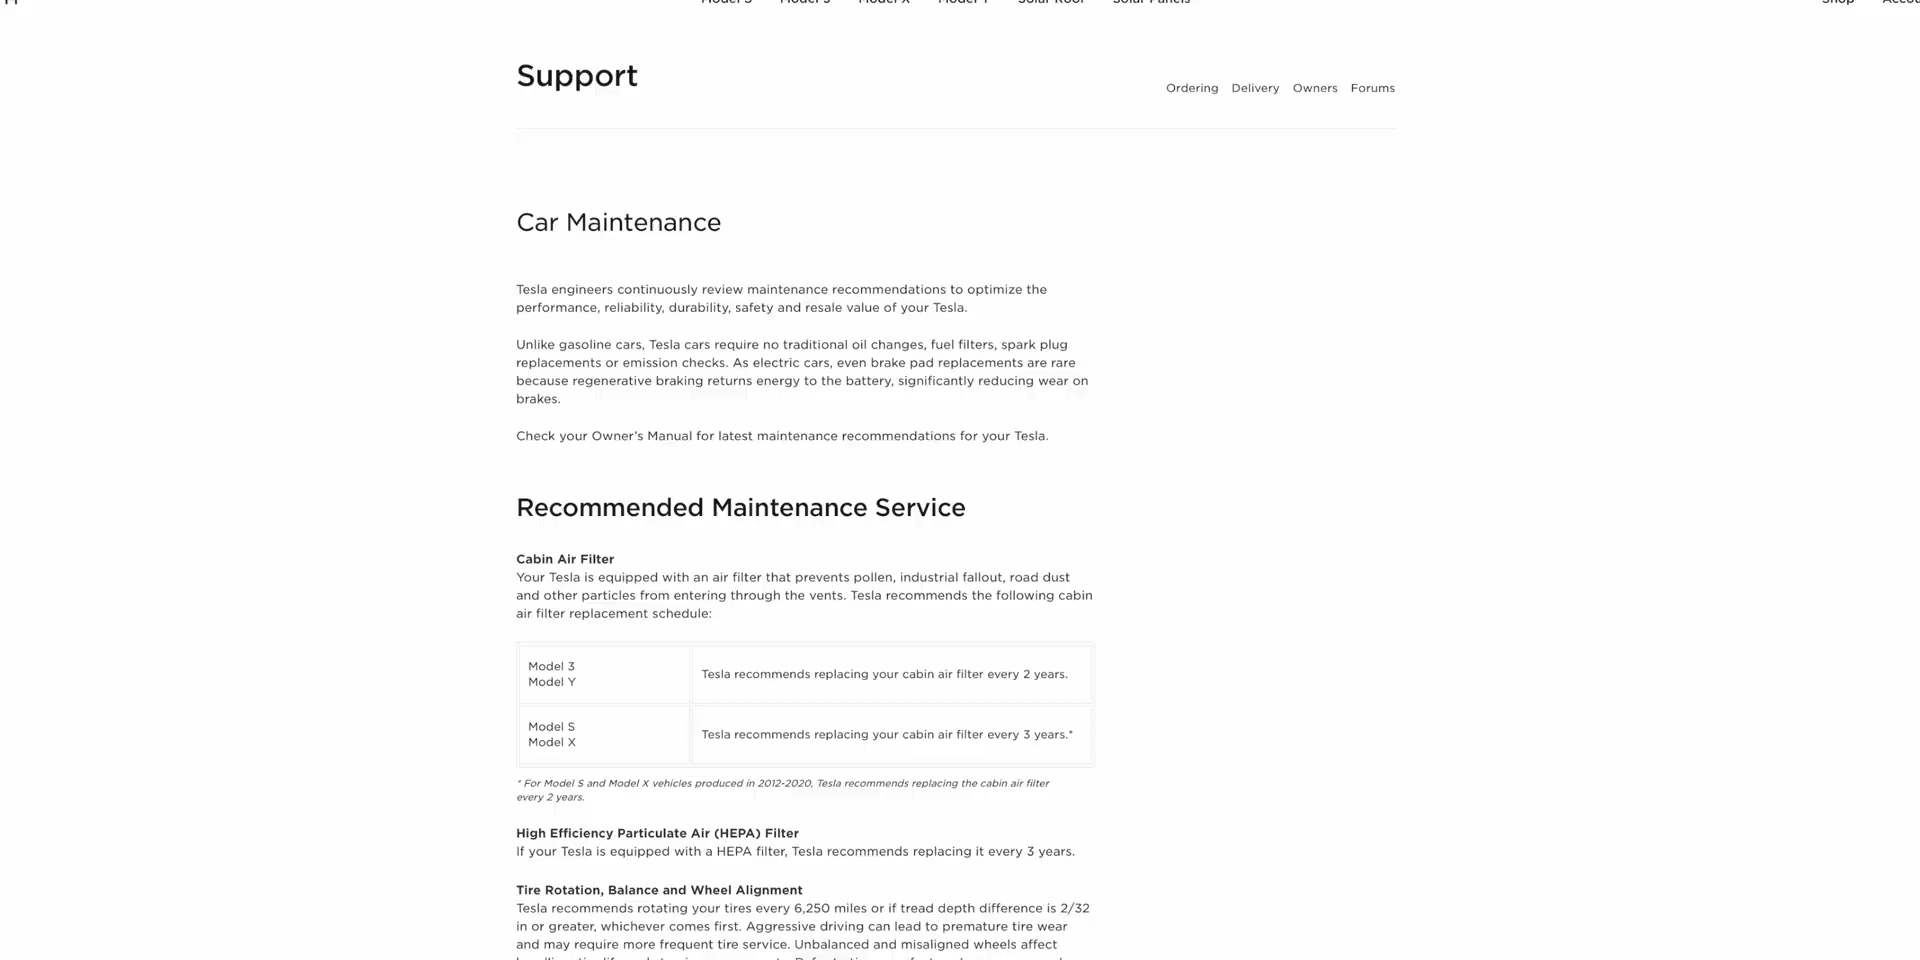 Model S Model 3 Model X Model Y Solar Roof Solar Panels Shop
Support
Ordering Delivery Owners Forums
Car Maintenance
Tesla engineers continuously review maintenance recommendations to optimize the
performance, reliability, durability, safety and resale value of your Tesla.
Unlike gasoline cars, Tesla cars require no traditional oil changes, fuel filters, spark plug
replacements or emission checks. As electric cars, even brake pad replacements are rare
because regenerative braking returns energy to the battery, significantly reducing wear on
brakes.
Check your Owner’s Manual for latest maintenance recommendations for your Tesla.
Recommended Maintenance Service
Cabin Air Filter
Your Tesla is equipped with an air filter that prevents pollen, industrial fallout, road dust
and other particles from entering through the vents. Tesla recommends the following cabin
air filter replacement schedule:
Model 3
Model Y
Tesla recommends replacing your cabin air filter every 2 years.
Model S
Model X
Tesla recommends replacing your cabin air filter every 3 years.*
* For Model S and Model X vehicles produced in 2012-2020, Tesla recommends replacing the cabin air filter
every 2 years.
High Efficiency Particulate Air (HEPA) Filter
If your Tesla is equipped with a HEPA filter, Tesla recommends replacing it every 3 years.
Tire Rotation, Balance and Wheel Alignment
Tesla recommends rotating your tires every 6,250 miles or if tread depth difference is 2/32
in or greater, whichever comes first. Aggressive driving can lead to premature tire wear
and may require more frequent tire service. Unbalanced and misaligned wheels affect